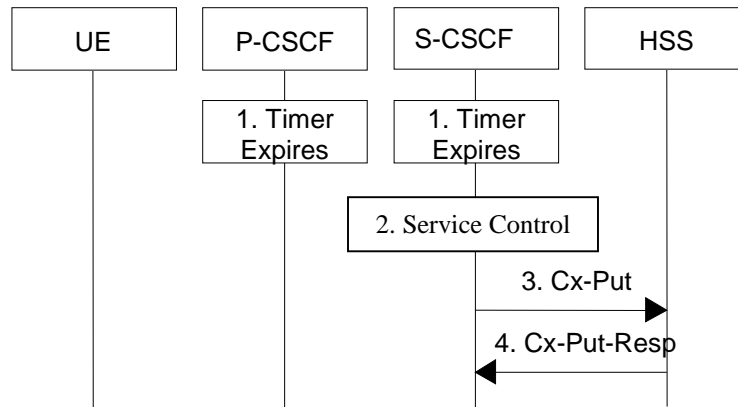 UE
P-CSCF
S-CSCF
HSS
1. Timer
Expires
1. Timer
Expires
2. Service Control
3. Cx-Put
4. Cx-Put-Resp